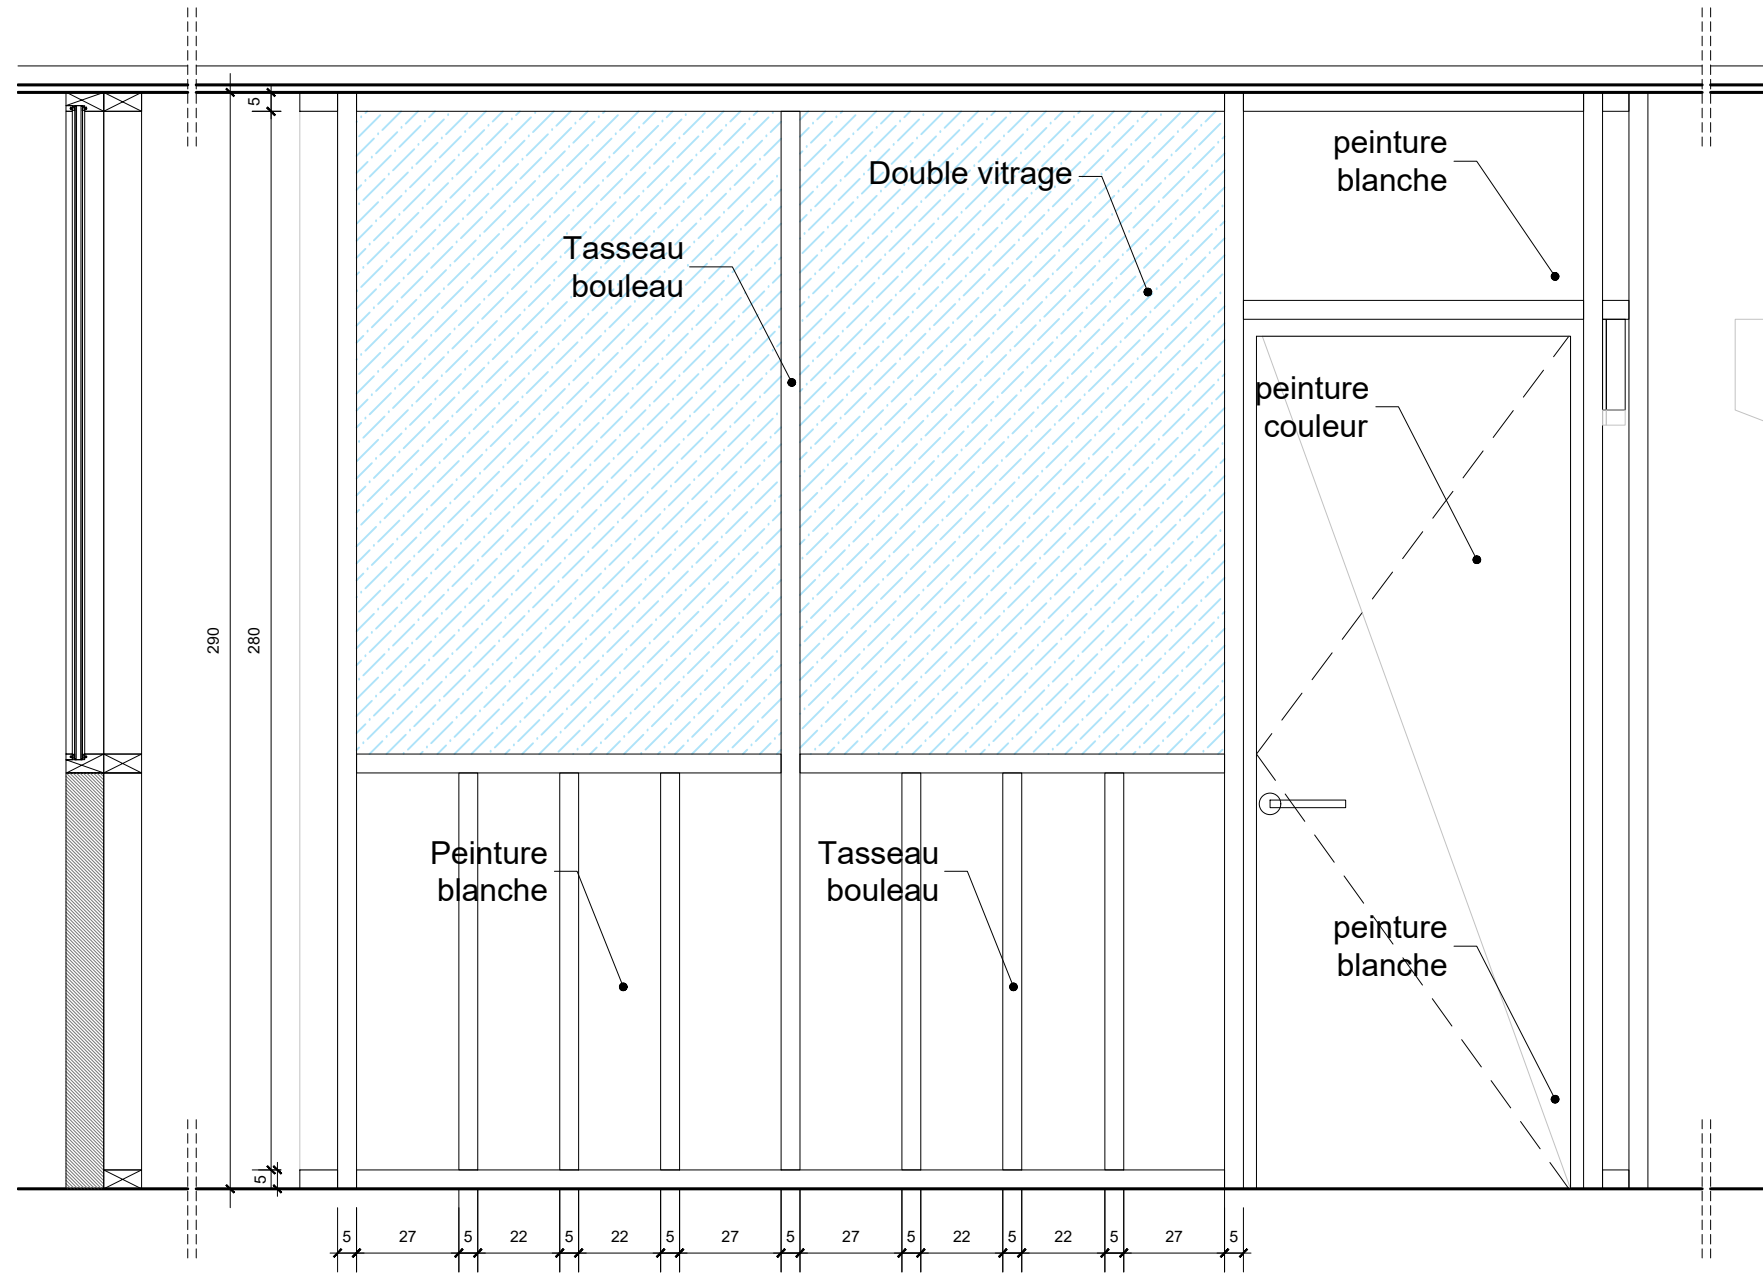 5
peinture
blanche
Double vitrage
Tasseau
bouleau
peinture
couleur
290
280
Peinture
blanche
Tasseau
bouleau
peinture
blanche
5
5 27 5 22 5 22 5 27 5 27 5 22 5 22 5 27 5